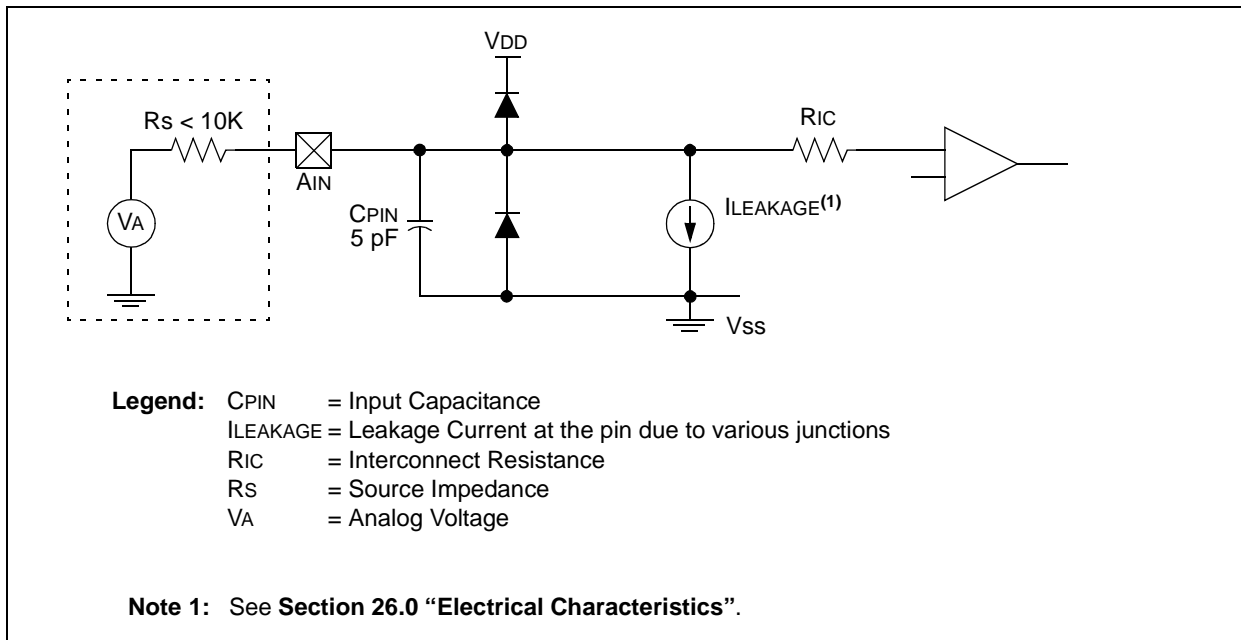 VDD
Rs < 10K
RIC
AIN
VA
CPIN
5 pF
ILEAKAGE(1)
Vss
Legend: CPIN = Input Capacitance
ILEAKAGE = Leakage Current at the pin due to various junctions
RIC = Interconnect Resistance
RS = Source Impedance
VA = Analog Voltage
Note 1: See Section 26.0 “Electrical Characteristics”.